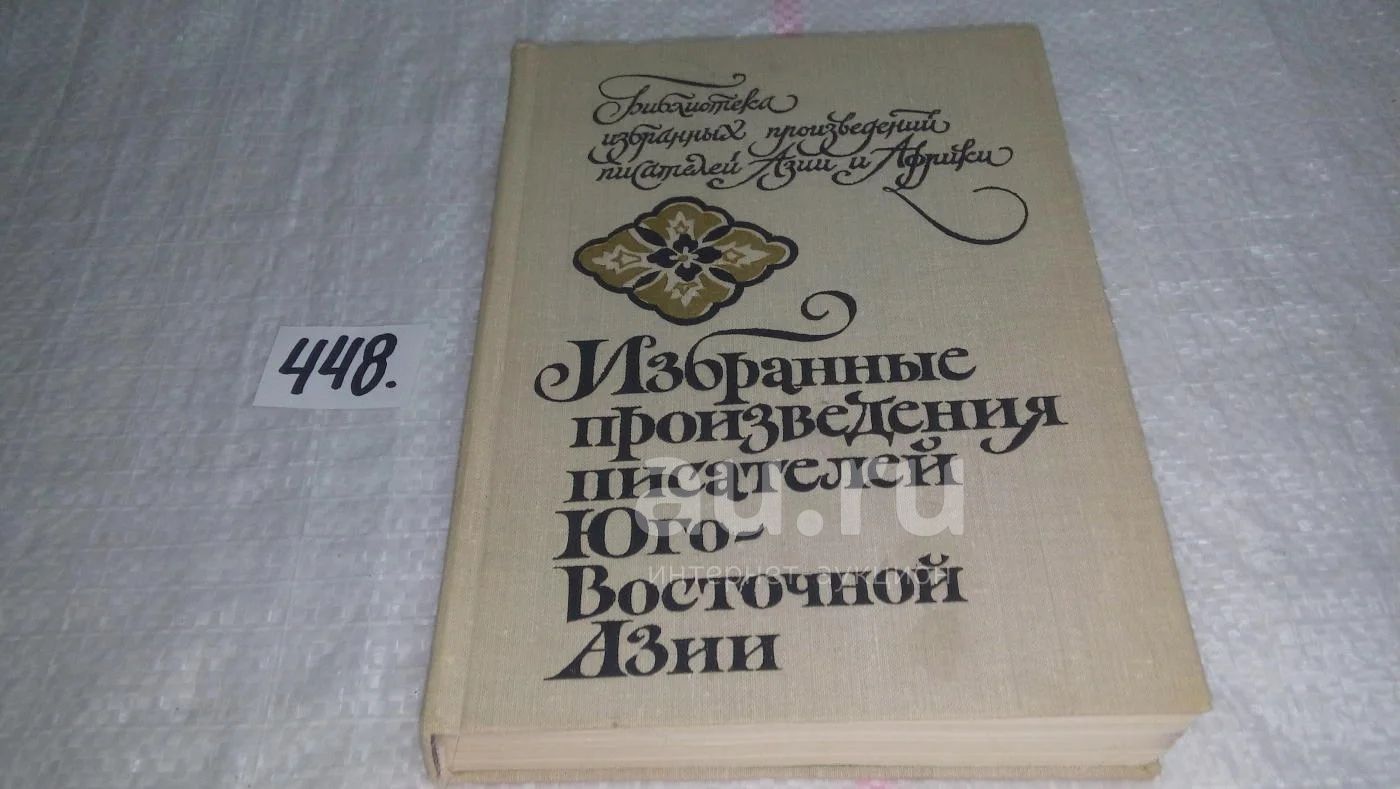 Библиотека
избранных произведений
писателей Азии и Африки
448.
Избранные
произведения
писателей
Юго-
Восточной
Азии
au.ru
интернет аукцион